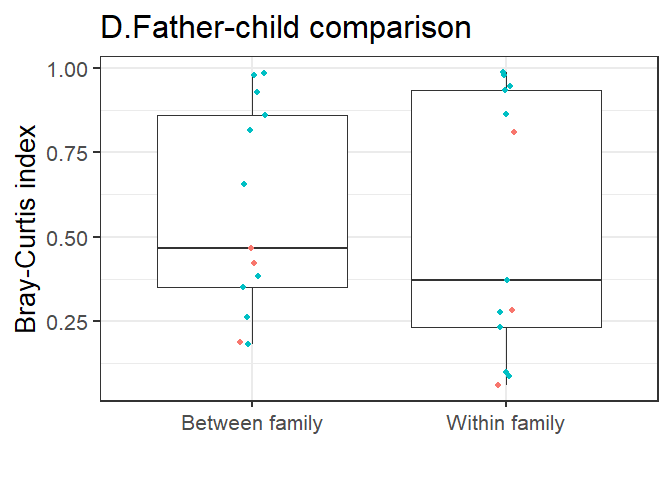 D.Father-child comparison
Bray-Curtis index
1.00
0.75
0.50
0.25
Between family
Within family